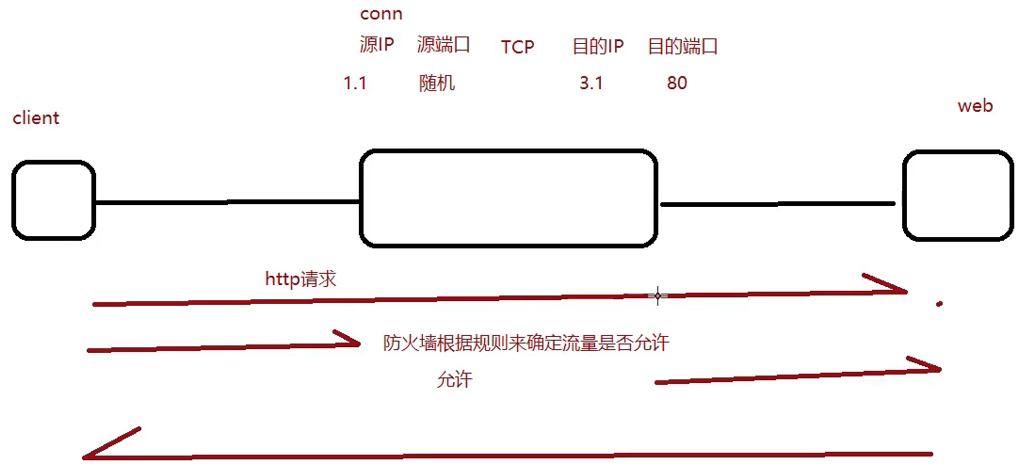 conn
源IP 源端口 TCP 目的IP 目的端口
1.1 随机 3.1 80
client
web
http请求
防火墙根据规则来确定流量是否允许
允许